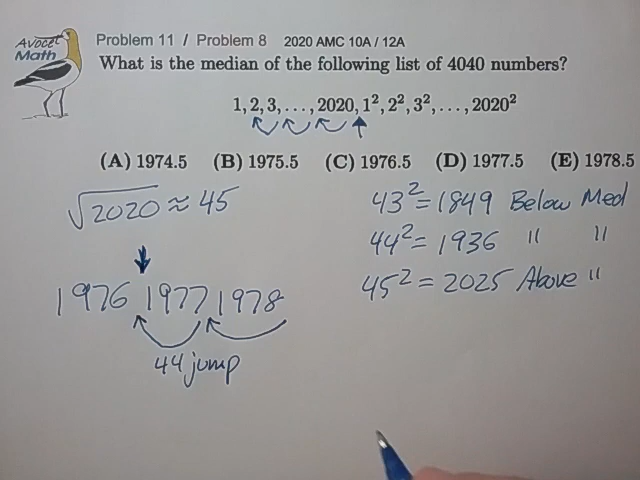 Avocet Math
Problem 11 / Problem 8 2020 AMC 10A / 12A
What is the median of the following list of 4040 numbers?
1, 2, 3, . . . , 2020, 1², 2², 3², . . . , 2020²
(A) 1974.5 (B) 1975.5 (C) 1976.5 (D) 1977.5 (E) 1978.5
√2020 ≈ 45
43² = 1849 Below Med
44² = 1936 " "
45² = 2025 Above "
1976 1977 1978
44 jump